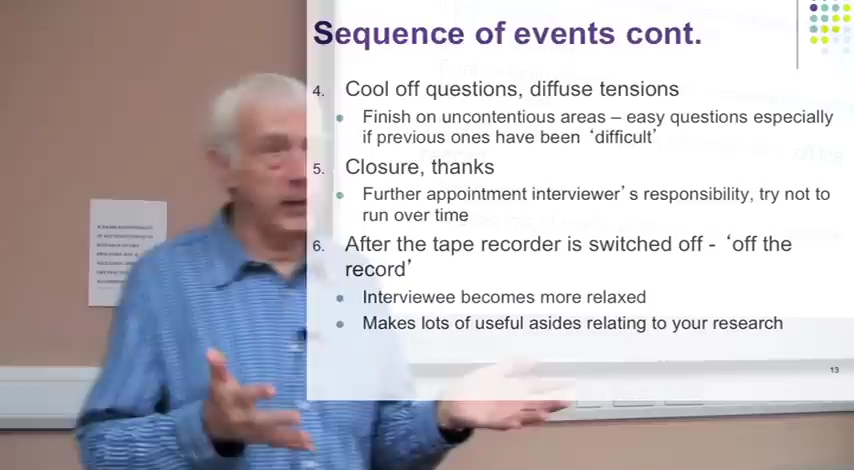 Sequence of events cont.
4. Cool off questions, diffuse tensions
• Finish on uncontentious areas – easy questions especially
if previous ones have been ‘difficult’
5. Closure, thanks
• Further appointment interviewer’s responsibility, try not to
run over time
6. After the tape recorder is switched off - ‘off the
record’
• Interviewee becomes more relaxed
• Makes lots of useful asides relating to your research
13